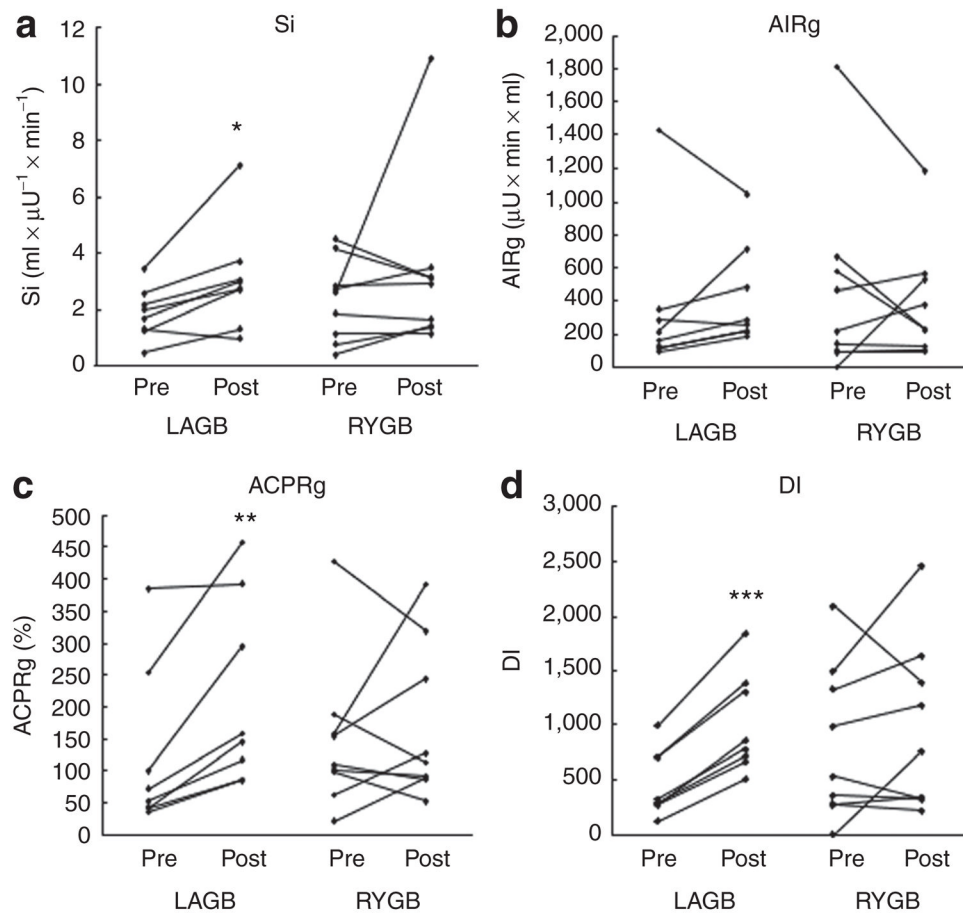 a
Si
12
10
8
6
4
2
0
Si (ml × µU⁻¹ × min⁻¹)
*
Pre Post Pre Post
LAGB RYGB
b
AIRg
2,000
1,800
1,600
1,400
1,200
1,000
800
600
400
200
0
AIRg (µU × min × ml)
Pre Post Pre Post
LAGB RYGB
c
ACPRg
500
450
400
350
300
250
200
150
100
50
0
ACPRg (%)
**
Pre Post Pre Post
LAGB RYGB
d
DI
3,000
2,500
2,000
1,500
1,000
500
0
DI
***
Pre Post Pre Post
LAGB RYGB